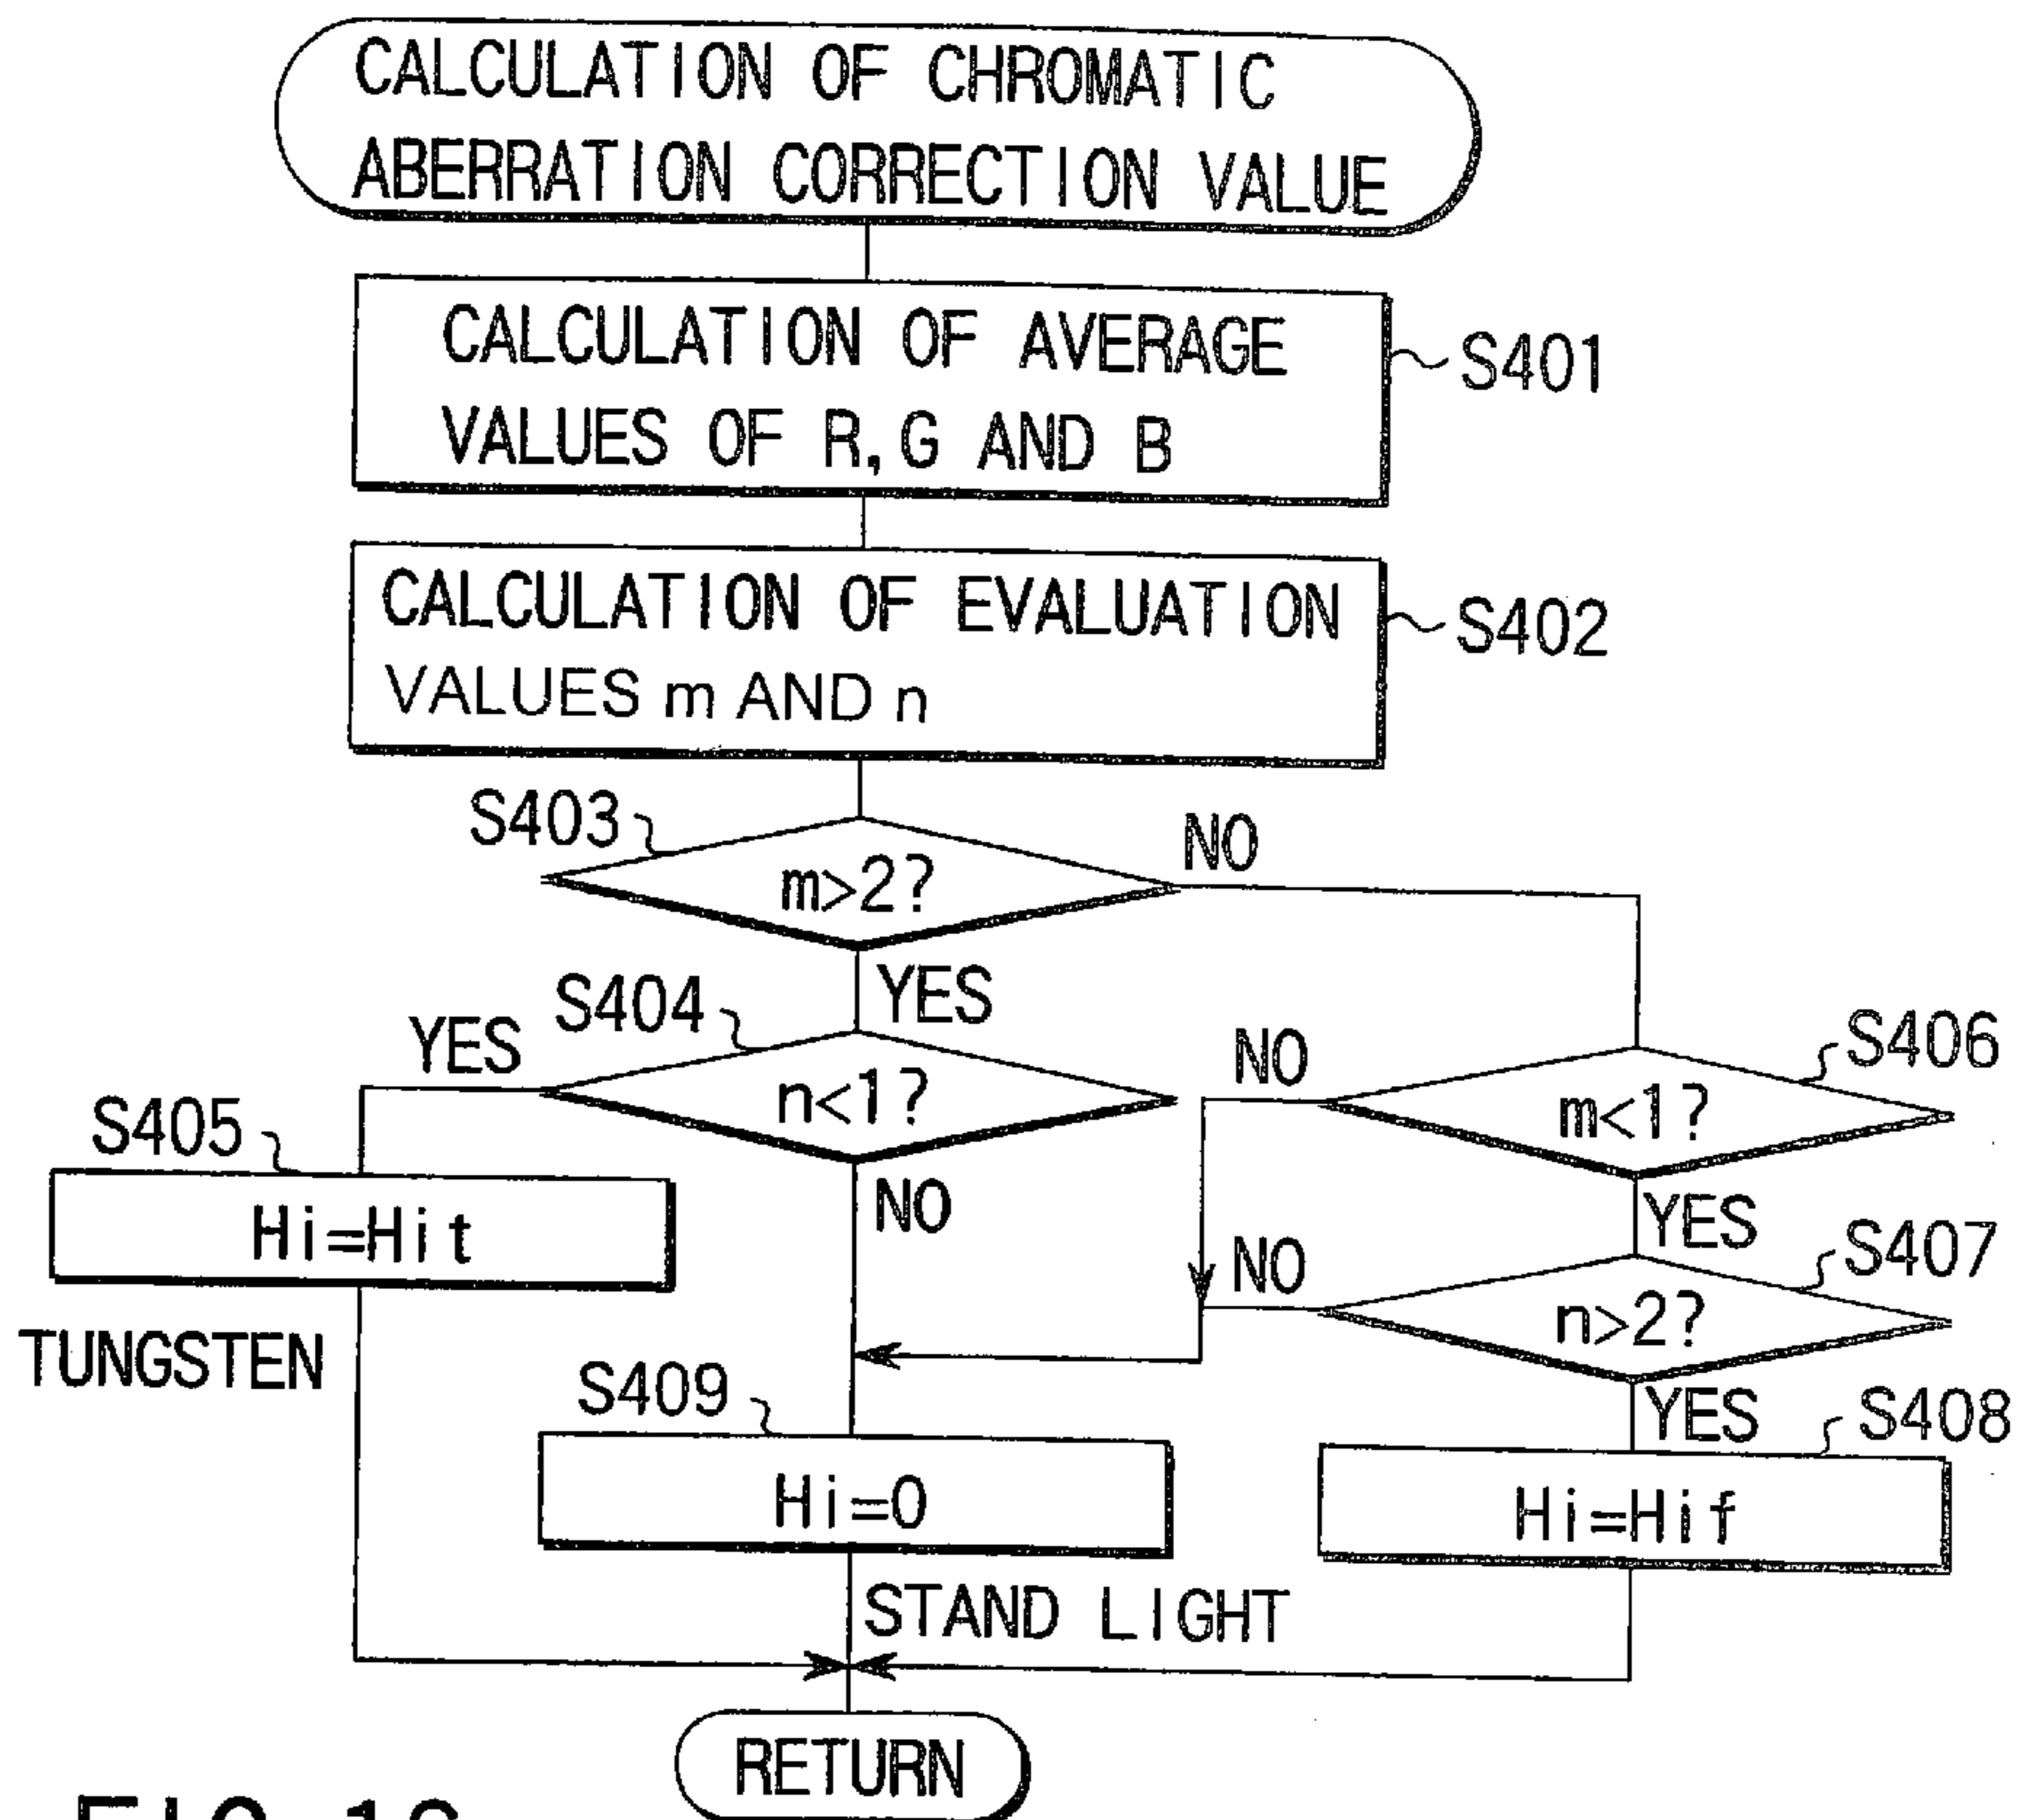 CALCULATION OF CHROMATIC
ABERRATION CORRECTION VALUE
CALCULATION OF AVERAGE
VALUES OF R, G AND B
S401
CALCULATION OF EVALUATION
VALUES m AND n
S402
S403
m>2?
NO
YES
S404
YES
n<1?
NO
S406
m<1?
NO
YES
S405
Hi=Hit
TUNGSTEN
S407
n>2?
NO
YES
S409
Hi=0
S408
Hi=Hif
STAND LIGHT
RETURN